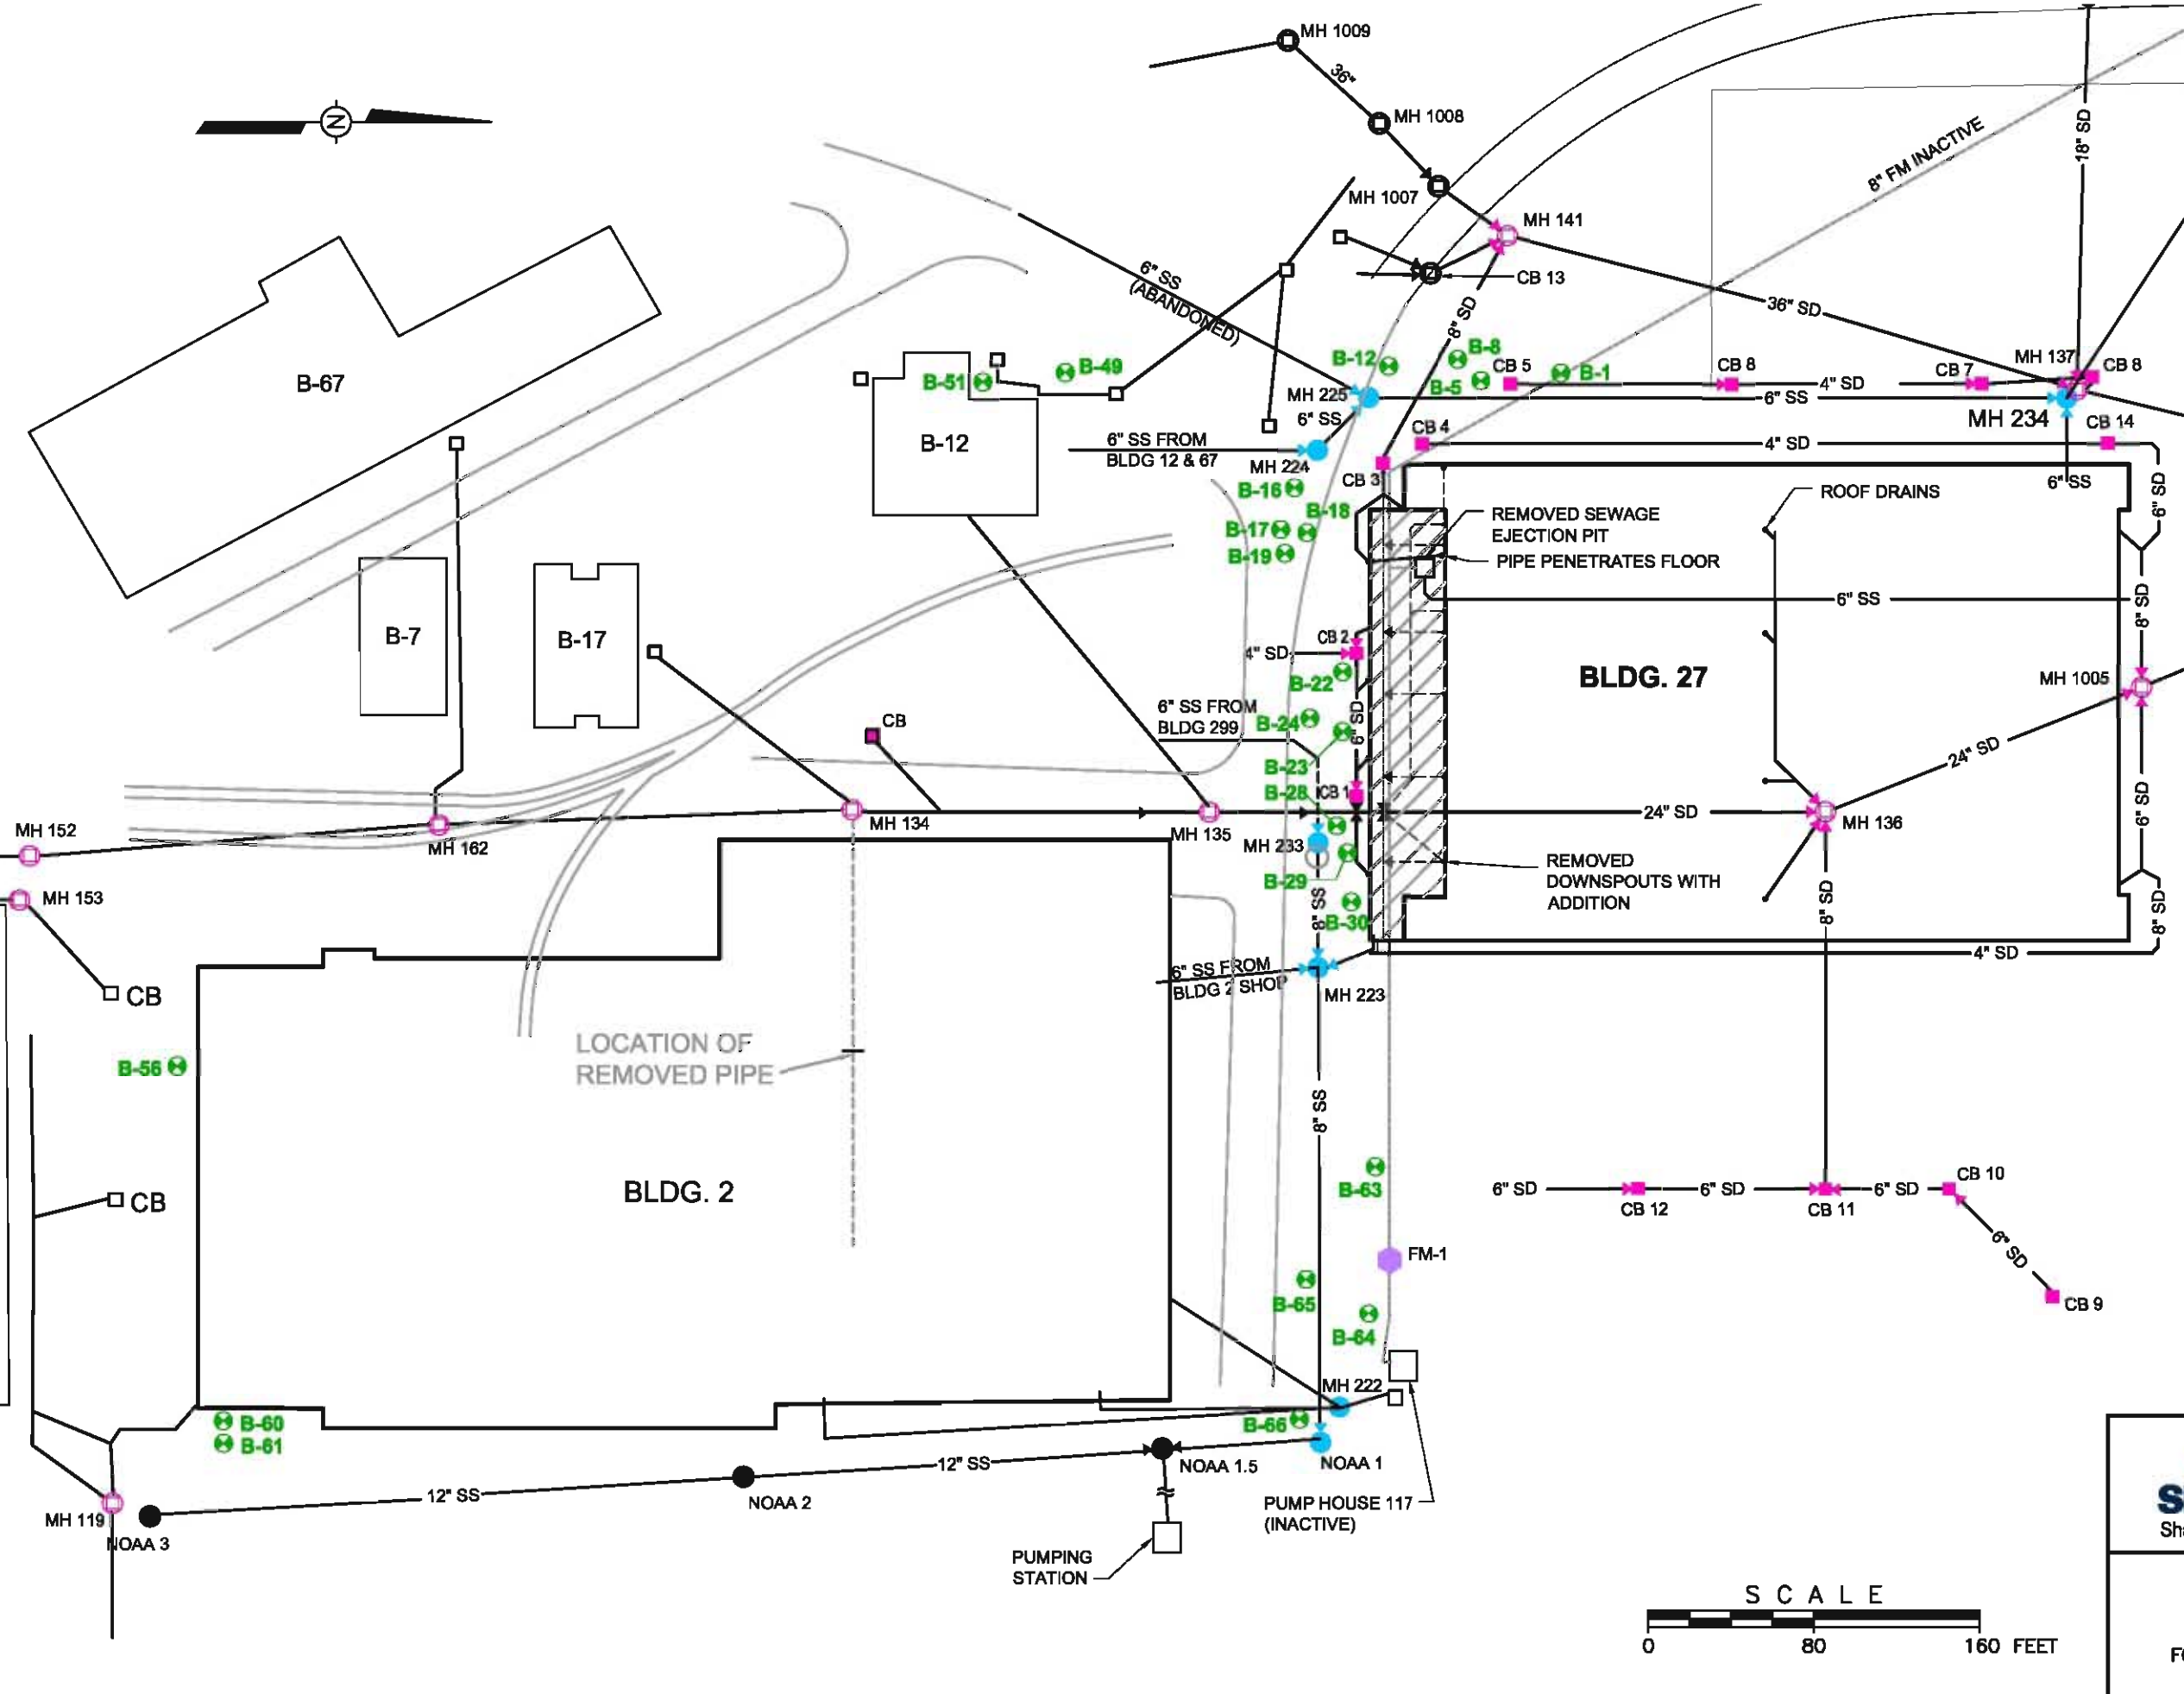 MH 1009
36"
MH 1008
N
MH 1007
MH 141
18" SD
8" FM INACTIVE
6" SS
(ABANDONED)
CB 13
36" SD
8" SD
B-67
B-12
B-8
B-49
B-51
B-5
CB 5
B-1
CB 8
4" SD
CB 7
MH 137
CB 8
MH 225
6" SS
6" SS
MH 234
CB 14
B-12
6" SS FROM
BLDG 12 & 67
MH 224
CB 4
4" SD
CB 3
6" SS
6" SD
B-16
B-18
B-17
B-19
ROOF DRAINS
REMOVED SEWAGE
EJECTION PIT
PIPE PENETRATES FLOOR
6" SS
8" SD
B-7
B-17
CB 2
4" SD
B-22
BLDG. 27
MH 1005
CB
6" SS FROM
BLDG 299
B-24
6" SD
B-23
24" SD
B-28
CB 1
MH 152
MH 162
MH 134
MH 135
MH 233
24" SD
MH 136
6" SD
B-29
REMOVED
DOWNSPOUTS WITH
ADDITION
MH 153
8" SS
B-30
8" SD
8" SD
4" SD
CB
6" SS FROM
BLDG 2 SHOP
MH 223
LOCATION OF
REMOVED PIPE
B-56
8" SS
BLDG. 2
CB
B-63
6" SD
CB 12
6" SD
CB 11
6" SD
CB 10
6" SD
CB 9
FM-1
B-65
B-64
MH 222
B-66
B-60
B-61
NOAA 1.5
NOAA 1
12" SS
12" SS
NOAA 2
MH 119
NOAA 3
PUMP HOUSE 117
(INACTIVE)
PUMPING
STATION
SCALE
0 80 160 FEET